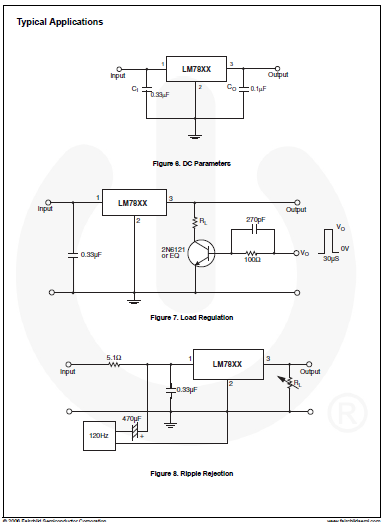 Typical Applications
1
LM78XX
3
Input
Output
2
CI
0.33μF
CO
0.1μF
Figure 6. DC Parameters
1
LM78XX
3
Input
Output
2
RL
270pF
2N6121
or EQ
100Ω
VO
VO
0V
30μS
0.33μF
Figure 7. Load Regulation
5.1Ω
1
LM78XX
3
Input
Output
2
0.33μF
RL
470μF
+
120Hz
®
Figure 8. Ripple Rejection
© 2006 Fairchild Semiconductor Corporation
www.fairchildsemi.com